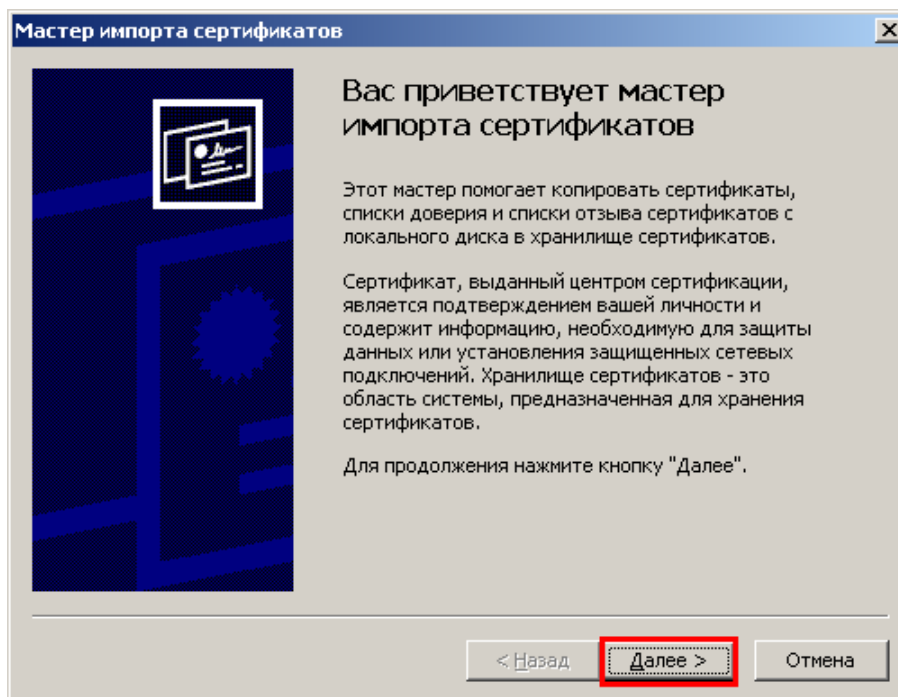 Мастер импорта сертификатов
Вас приветствует мастер
импорта сертификатов
Этот мастер помогает копировать сертификаты,
списки доверия и списки отзыва сертификатов с
локального диска в хранилище сертификатов.
Сертификат, выданный центром сертификации,
является подтверждением вашей личности и
содержит информацию, необходимую для защиты
данных или установления защищенных сетевых
подключений. Хранилище сертификатов - это
область системы, предназначенная для хранения
сертификатов.
Для продолжения нажмите кнопку "Далее".
< Назад
Далее >
Отмена